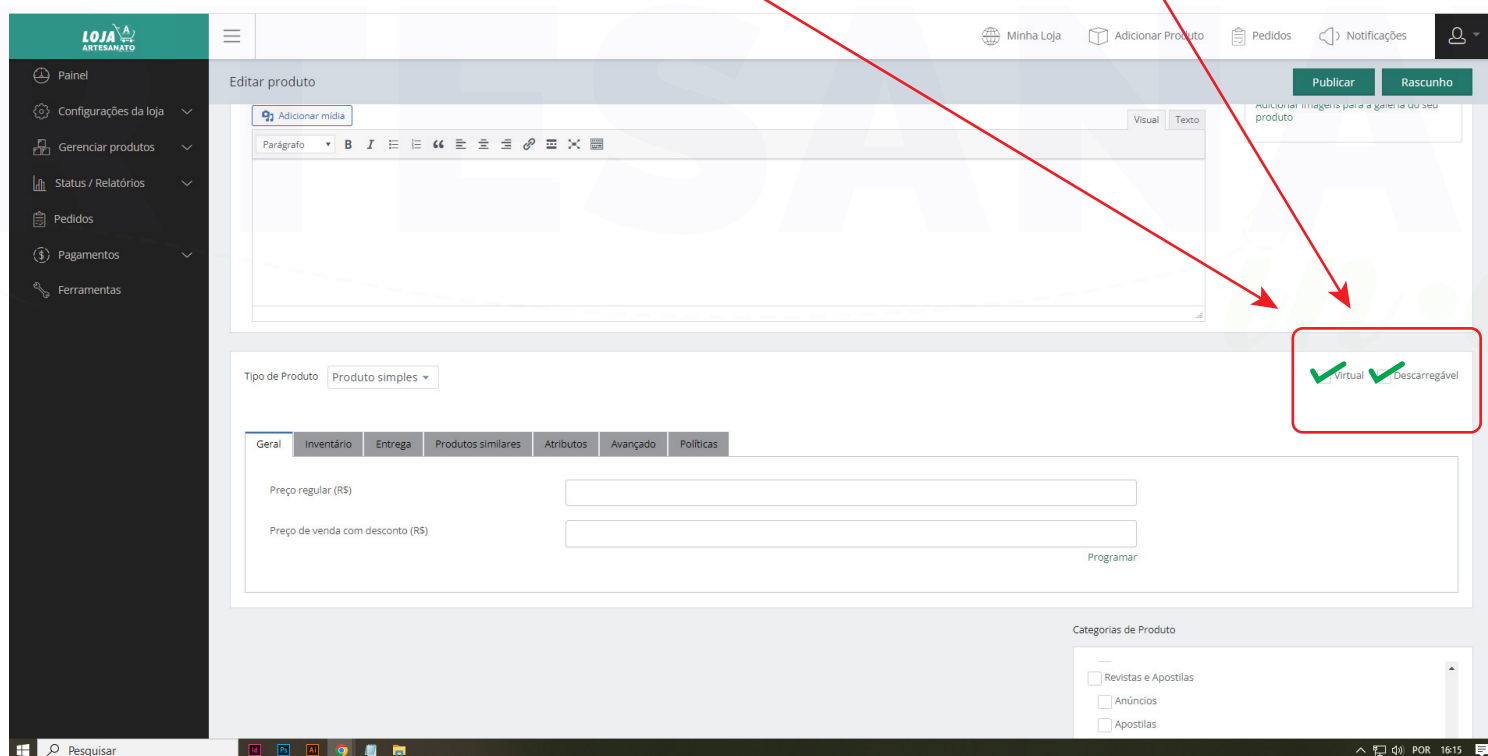 LOJA
ARTESANATO
Minha Loja
Adicionar Produto
Pedidos
Notificações
Painel
Configurações da loja
Gerenciar produtos
Status / Relatórios
Pedidos
Pagamentos
Ferramentas
Editar produto
Publicar
Rascunho
Adicionar mídia
Visual
Texto
Adicionar imagens para a galeria do seu
produto
Parágrafo
Tipo de Produto
Produto simples
Virtual
Descarregável
Geral
Inventário
Entrega
Produtos similares
Atributos
Avançado
Políticas
Preço regular (R$)
Preço de venda com desconto (R$)
Programar
Categorias de Produto
Revistas e Apostilas
Anúncios
Apostilas
Pesquisar
Id
Ps
Ai
POR
16:15